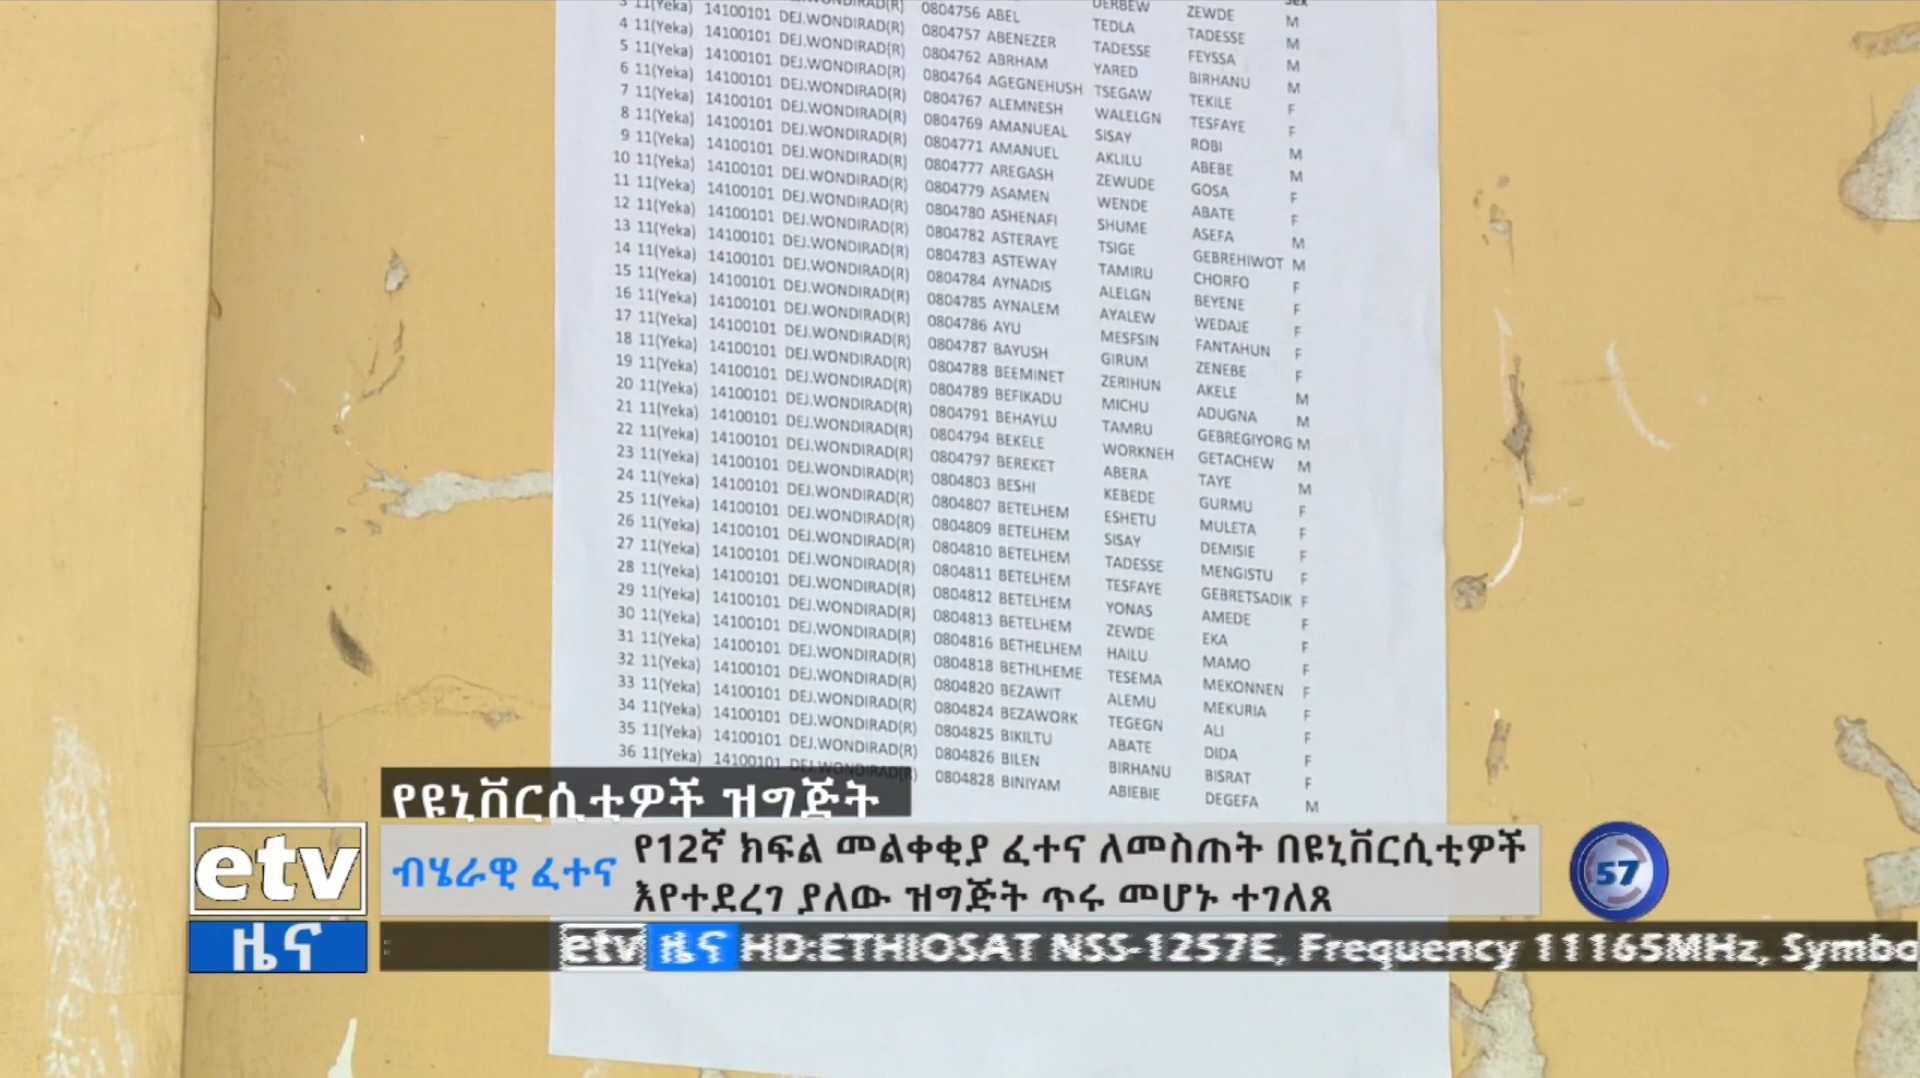 Sex
DERBEW ZEWDE M
0804756 ABEL TEDLA TADESSE M
3 11(Yeka) 14100101 DEJ.WONDIRAD(R) 0804757 ABENEZER TADESSE FEYSSA M
4 11(Yeka) 14100101 DEJ.WONDIRAD(R) 0804762 ABRHAM YARED BIRHANU M
5 11(Yeka) 14100101 DEJ.WONDIRAD(R) 0804764 AGEGNEHUSH TSEGAW TEKILE F
6 11(Yeka) 14100101 DEJ.WONDIRAD(R) 0804767 ALEMNESH WALELGN TESFAYE F
7 11(Yeka) 14100101 DEJ.WONDIRAD(R) 0804769 AMANUEAL SISAY ROBI M
8 11(Yeka) 14100101 DEJ.WONDIRAD(R) 0804771 AMANUEL AKLILU ABEBE M
9 11(Yeka) 14100101 DEJ.WONDIRAD(R) 0804777 AREGASH ZEWUDE GOSA F
10 11(Yeka) 14100101 DEJ.WONDIRAD(R) 0804779 ASAMEN WENDE ABATE F
11 11(Yeka) 14100101 DEJ.WONDIRAD(R) 0804780 ASHENAFI SHUME ASEFA M
12 11(Yeka) 14100101 DEJ.WONDIRAD(R) 0804782 ASTERAYE TSIGE GEBREHIWOT M
13 11(Yeka) 14100101 DEJ.WONDIRAD(R) 0804783 ASTEWAY TAMIRU CHORFO F
14 11(Yeka) 14100101 DEJ.WONDIRAD(R) 0804784 AYNADIS ALELGN BEYENE F
15 11(Yeka) 14100101 DEJ.WONDIRAD(R) 0804785 AYNALEM AYALEW WEDAJE F
16 11(Yeka) 14100101 DEJ.WONDIRAD(R) 0804786 AYU MESFSIN FANTAHUN F
17 11(Yeka) 14100101 DEJ.WONDIRAD(R) 0804787 BAYUSH GIRUM ZENEBE F
18 11(Yeka) 14100101 DEJ.WONDIRAD(R) 0804788 BEEMINET ZERIHUN AKELE M
19 11(Yeka) 14100101 DEJ.WONDIRAD(R) 0804789 BEFIKADU MICHU ADUGNA M
20 11(Yeka) 14100101 DEJ.WONDIRAD(R) 0804791 BEHAYLU TAMRU GEBREGIYORG M
21 11(Yeka) 14100101 DEJ.WONDIRAD(R) 0804794 BEKELE WORKNEH GETACHEW M
22 11(Yeka) 14100101 DEJ.WONDIRAD(R) 0804797 BEREKET ABERA TAYE M
23 11(Yeka) 14100101 DEJ.WONDIRAD(R) 0804803 BESHI KEBEDE GURMU F
24 11(Yeka) 14100101 DEJ.WONDIRAD(R) 0804807 BETELHEM ESHETU MULETA F
25 11(Yeka) 14100101 DEJ.WONDIRAD(R) 0804809 BETELHEM SISAY DEMISIE F
26 11(Yeka) 14100101 DEJ.WONDIRAD(R) 0804810 BETELHEM TADESSE MENGISTU F
27 11(Yeka) 14100101 DEJ.WONDIRAD(R) 0804811 BETELHEM TESFAYE GEBRETSADIK F
28 11(Yeka) 14100101 DEJ.WONDIRAD(R) 0804812 BETELHEM YONAS AMEDE F
29 11(Yeka) 14100101 DEJ.WONDIRAD(R) 0804813 BETELHEM ZEWDE EKA F
30 11(Yeka) 14100101 DEJ.WONDIRAD(R) 0804816 BETHELHEM HAILU MAMO F
31 11(Yeka) 14100101 DEJ.WONDIRAD(R) 0804818 BETHLHEME TESEMA MEKONNEN F
32 11(Yeka) 14100101 DEJ.WONDIRAD(R) 0804820 BEZAWIT ALEMU MEKURIA F
33 11(Yeka) 14100101 DEJ.WONDIRAD(R) 0804824 BEZAWORK TEGEGN ALI F
34 11(Yeka) 14100101 DEJ.WONDIRAD(R) 0804825 BIKILTU ABATE DIDA F
35 11(Yeka) 14100101 DEJ.WONDIRAD(R) 0804826 BILEN BIRHANU BISRAT F
36 11(Yeka) 14100101 DEJ.WONDIRAD(R) 0804828 BINIYAM ABIEBIE DEGEFA M
የዩኒቨርሲቲዎች ዝግጅት
etv ዜና
ብሄራዊ ፈተና
የ12ኛ ክፍል መልቀቂያ ፈተና ለመስጠት በዩኒቨርሲቲዎች
እየተደረገ ያለው ዝግጅት ጥሩ መሆኑ ተገለጸ
57
etv ዜና HD:ETHIOSAT NSS-1257E, Frequency 11165MHz, Symbo